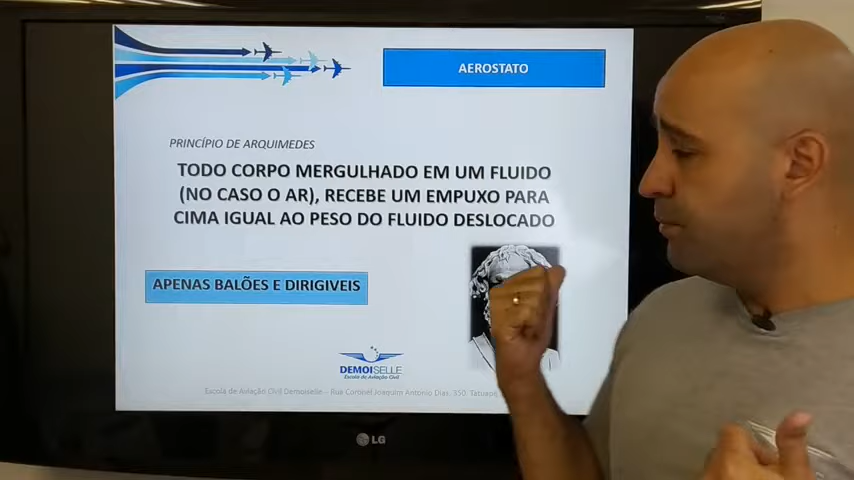 AEROSTATO
PRINCÍPIO DE ARQUIMEDES
TODO CORPO MERGULHADO EM UM FLUIDO
(NO CASO O AR), RECEBE UM EMPUXO PARA
CIMA IGUAL AO PESO DO FLUIDO DESLOCADO
APENAS BALÕES E DIRIGIVEIS
DEMOISELLE
Escola de Aviação Civil
Escola de Aviação Civil Demoiselle - Rua Coronel Joaquim Antonio Dias, 350. Tatuapé
LG